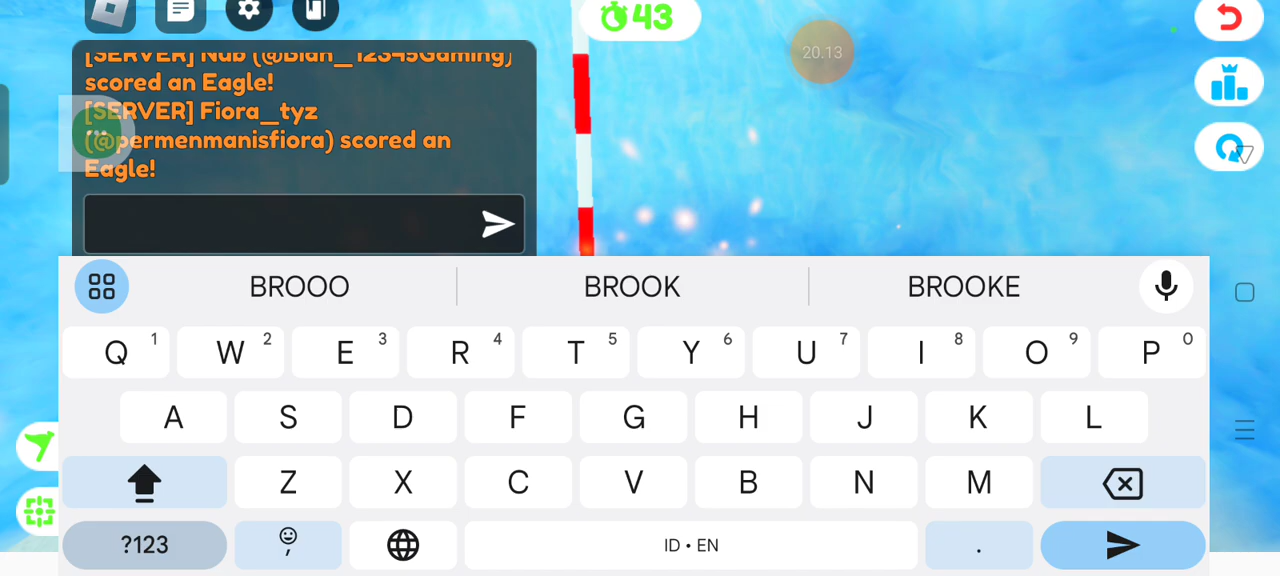 43
20.13
[SERVER] Nub (@Bian_12345Gaming)
scored an Eagle!
[SERVER] Fiora_tyz
(@permenmanisfiora) scored an
Eagle!
BROOO BROOK BROOKE
Q 1 W 2 E 3 R 4 T 5 Y 6 U 7 I 8 O 9 P 0
A S D F G H J K L
Z X C V B N M
?123 , ID • EN .